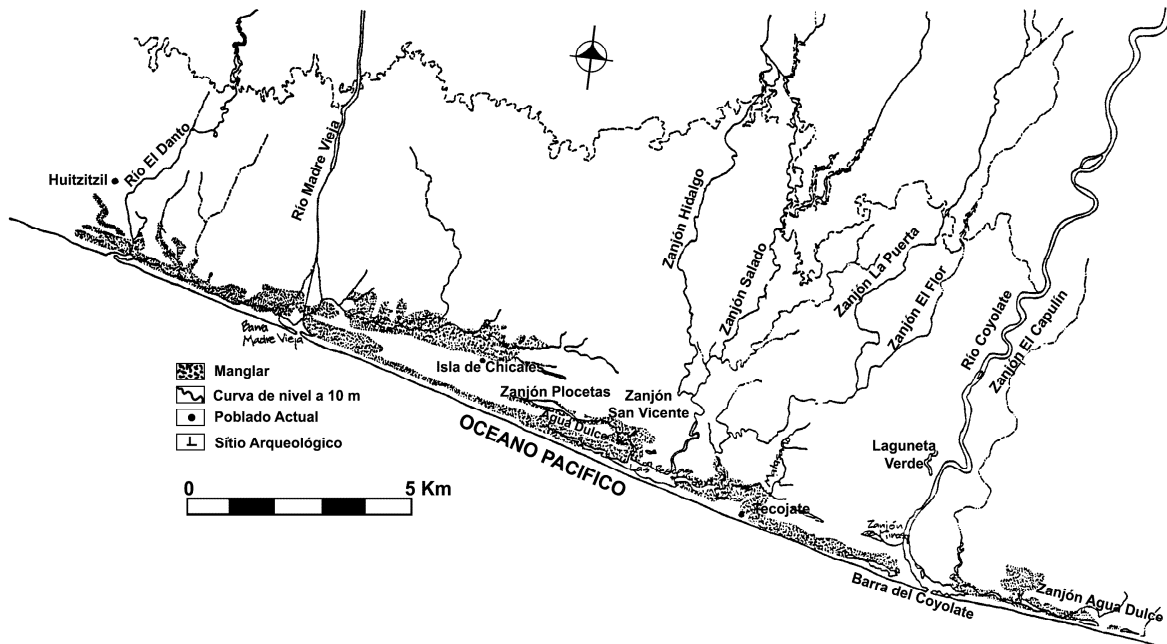 Río El Danto
Huitzitzil
Río Madre Vieja
Zanjón Hidalgo
Zanjón Salado
Zanjón La Puerta
Zanjón El Flor
Río Coyolate
Zanjón El Capulin
Barra
Madre Vieja
Isla de Chicales
Zanjón Plocetas
Agua Dulce
Zanjón
San Vicente
Las
OCEANO PACIFICO
Laguneta
Verde
Tecojate
Zanjón
Barra del Coyolate
Zanjón Agua Dulce
Manglar
Curva de nivel a 10 m
Poblado Actual
Sítio Arqueológico
0 5 Km